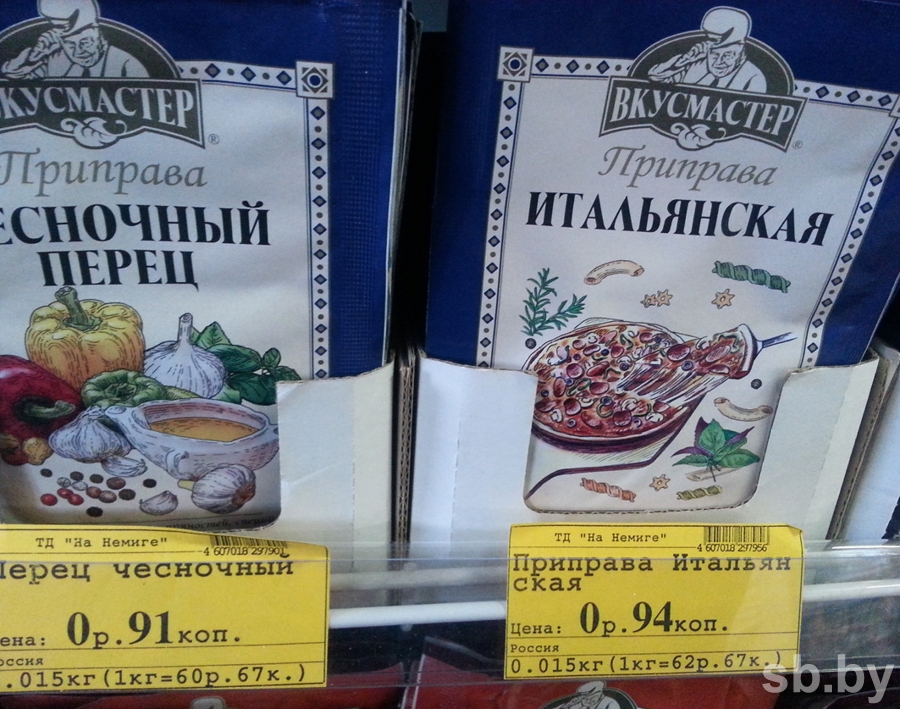 ВКУСМАСТЕР
®
Приправа
ЧЕСНОЧНЫЙ
ПЕРЕЦ
ВКУСМАСТЕР
®
Приправа
ИТАЛЬЯНСКАЯ
ТД "На Немиге"
4 607018 29790
Перец чесночный
Цена: 0р.91коп.
Россия
0.015кг(1кг=60р.67к.)
ТД "На Немиге"
4 607018 297956
Приправа Итальян
ская
Цена: 0р.94коп.
Россия
0.015кг(1кг=62р.67к.)
sb.by